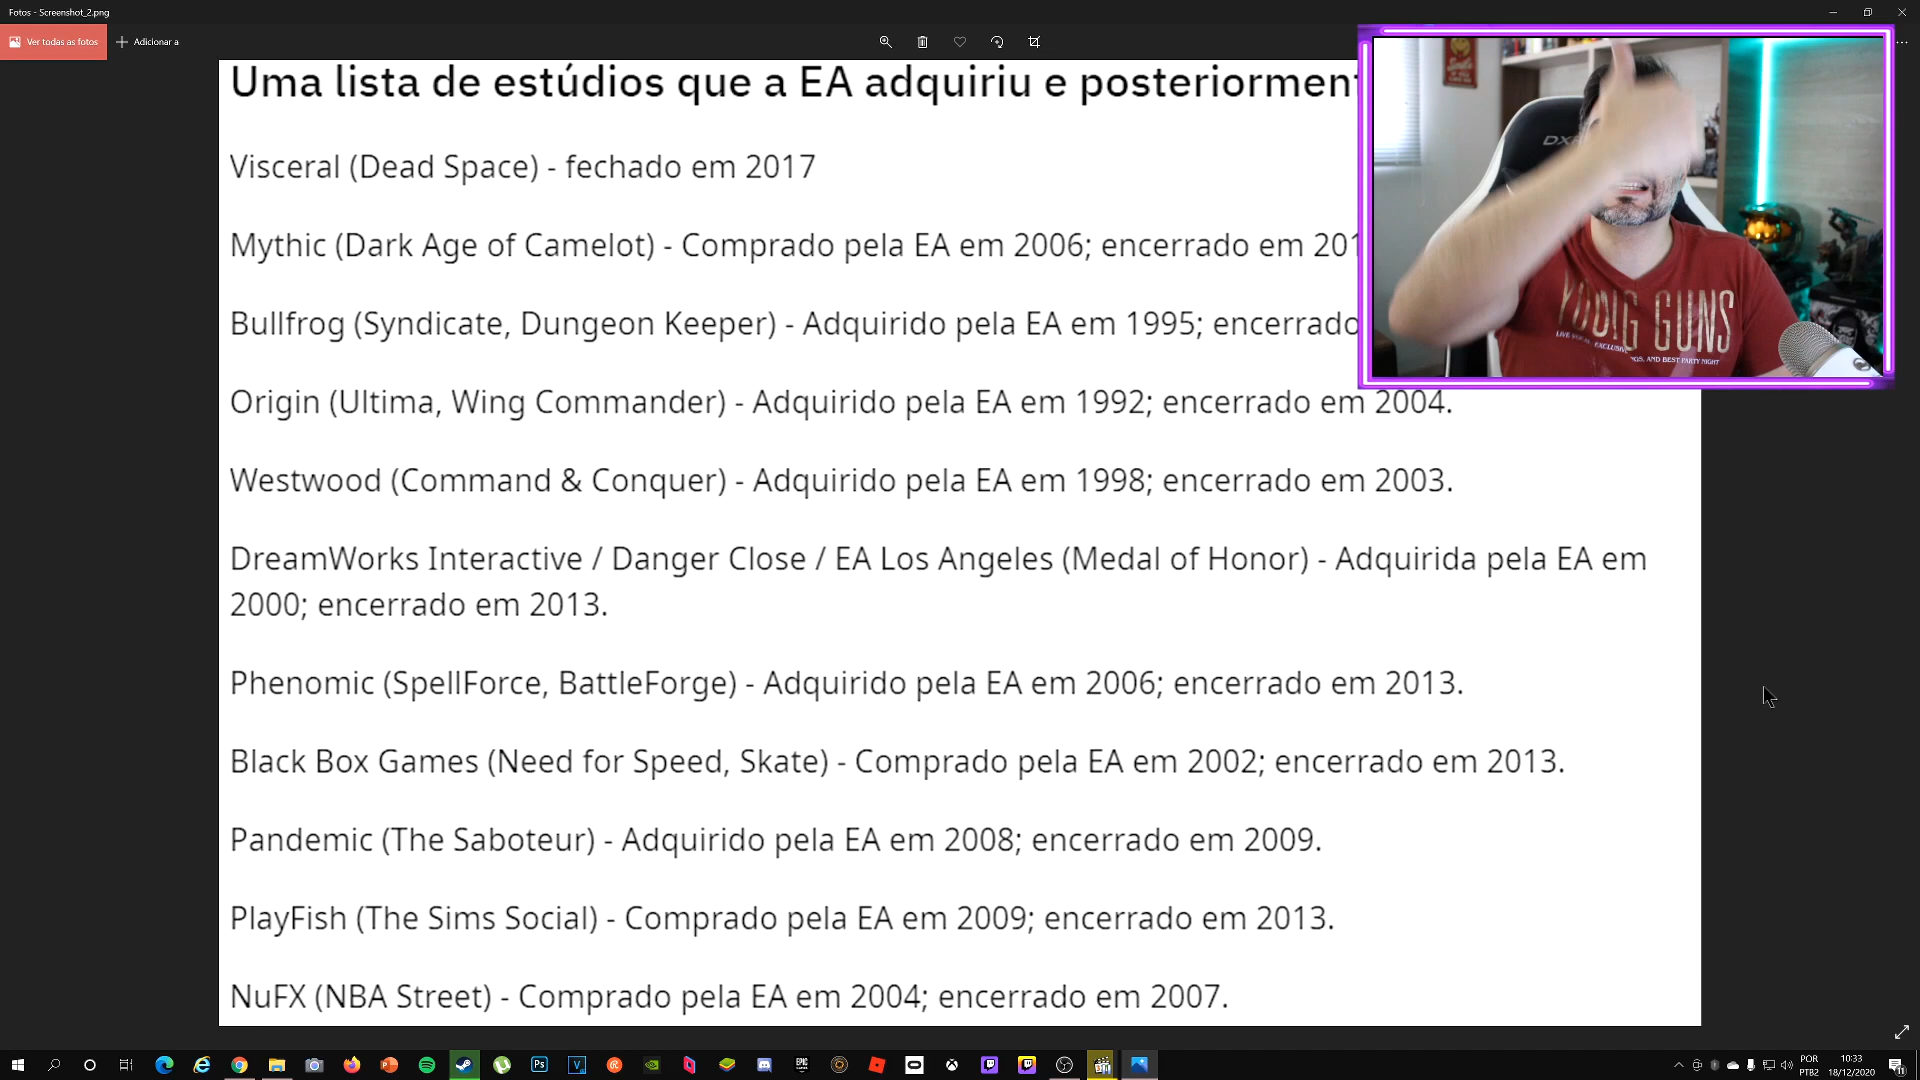 Fotos - Screenshot_2.png
Ver todas as fotos
Adicionar a
Uma lista de estúdios que a EA adquiriu e posteriorment
Visceral (Dead Space) - fechado em 2017
Mythic (Dark Age of Camelot) - Comprado pela EA em 2006; encerrado em 201
Bullfrog (Syndicate, Dungeon Keeper) - Adquirido pela EA em 1995; encerrado
Origin (Ultima, Wing Commander) - Adquirido pela EA em 1992; encerrado em 2004.
Westwood (Command & Conquer) - Adquirido pela EA em 1998; encerrado em 2003.
DreamWorks Interactive / Danger Close / EA Los Angeles (Medal of Honor) - Adquirida pela EA em
2000; encerrado em 2013.
Phenomic (SpellForce, BattleForge) - Adquirido pela EA em 2006; encerrado em 2013.
Black Box Games (Need for Speed, Skate) - Comprado pela EA em 2002; encerrado em 2013.
Pandemic (The Saboteur) - Adquirido pela EA em 2008; encerrado em 2009.
PlayFish (The Sims Social) - Comprado pela EA em 2009; encerrado em 2013.
NuFX (NBA Street) - Comprado pela EA em 2004; encerrado em 2007.
GUNS
AND BEST PARTY NIGHT
POR
PTB2
10:33
18/12/2020